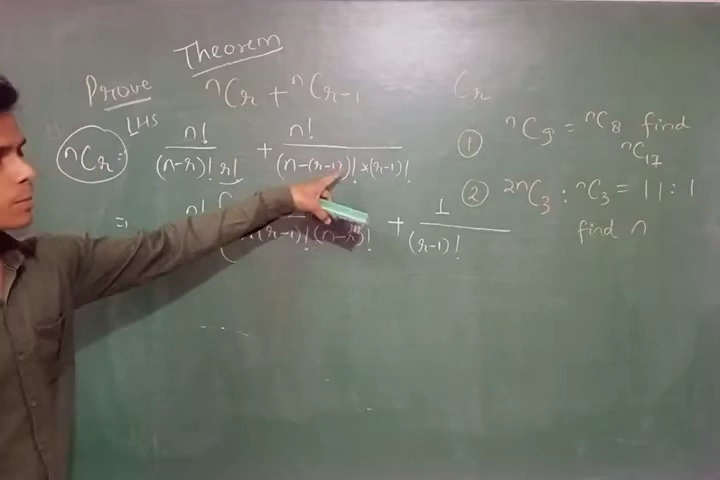 Theorem
Prove nCr + nCr-1
Cr
LHS
nCr = n!/(n-r)! r! + n!/(n-(r-1))! × (r-1)!
= n! ( (r-1)! (n-r)! + 1/(r-1)!
① nC9 = nC8 find
nC17
② 2nC3 : nC3 = 11 : 1
find n